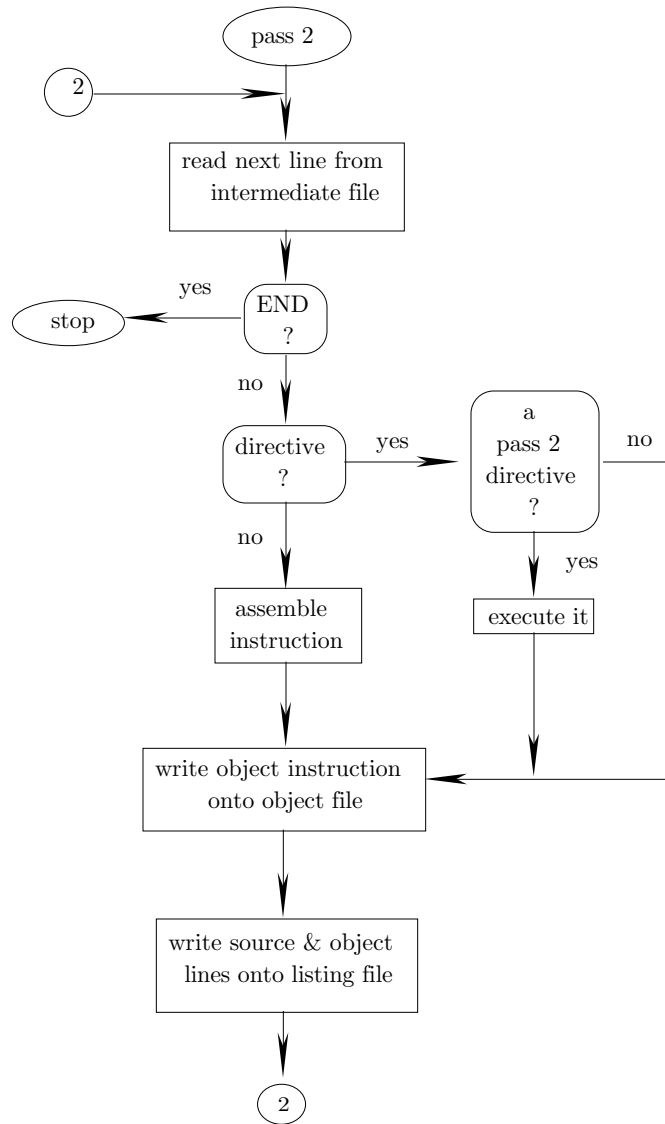 pass 2
2
read next line from
intermediate file
yes
END
?
stop
no
directive
?
yes
a
pass 2
directive
?
no
no
yes
assemble
instruction
execute it
write object instruction
onto object file
write source & object
lines onto listing file
2